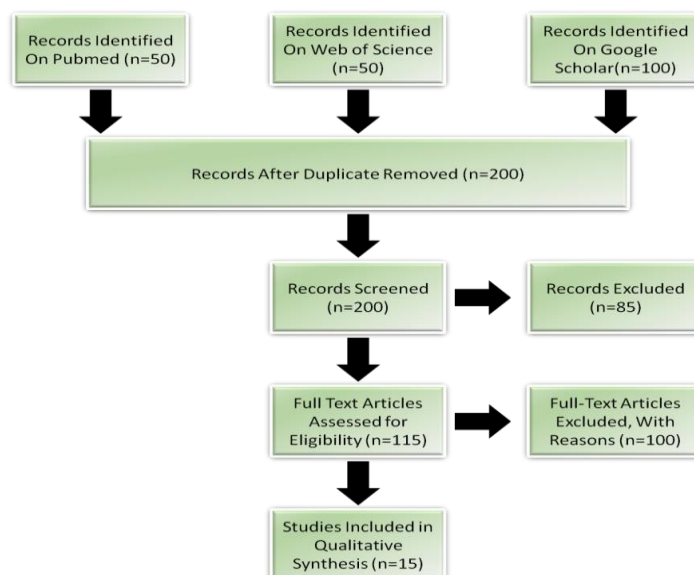 Records Identified
On Pubmed (n=50)
Records Identified
On Web of Science
(n=50)
Records Identified
On Google
Scholar(n=100)
Records After Duplicate Removed (n=200)
Records Screened
(n=200)
Records Excluded
(n=85)
Full Text Articles
Assessed for
Eligibility (n=115)
Full-Text Articles
Excluded, With
Reasons (n=100)
Studies Included in
Qualitative
Synthesis (n=15)